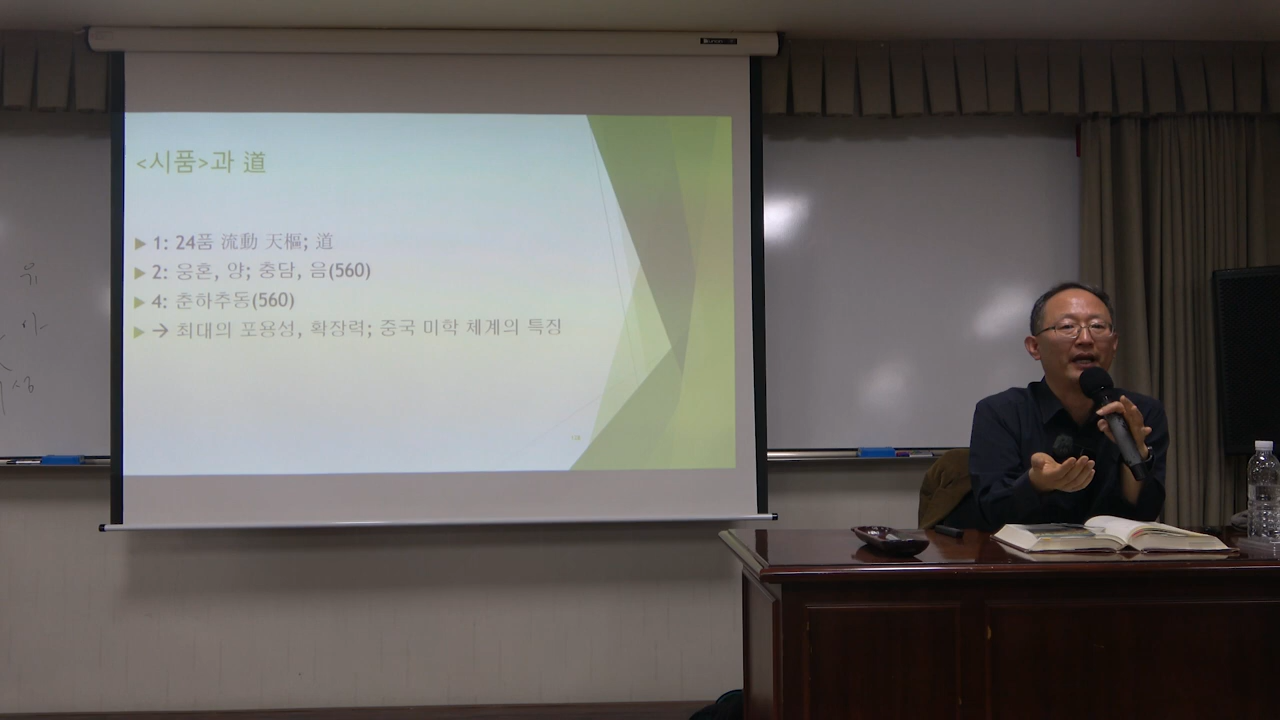 <시품>과 道
1: 24품 流動 天樞; 道
2: 웅혼, 양; 충담, 음(560)
4: 춘하추동(560)
→ 최대의 포용성, 확장력; 중국 미학 체계의 특징
유
아